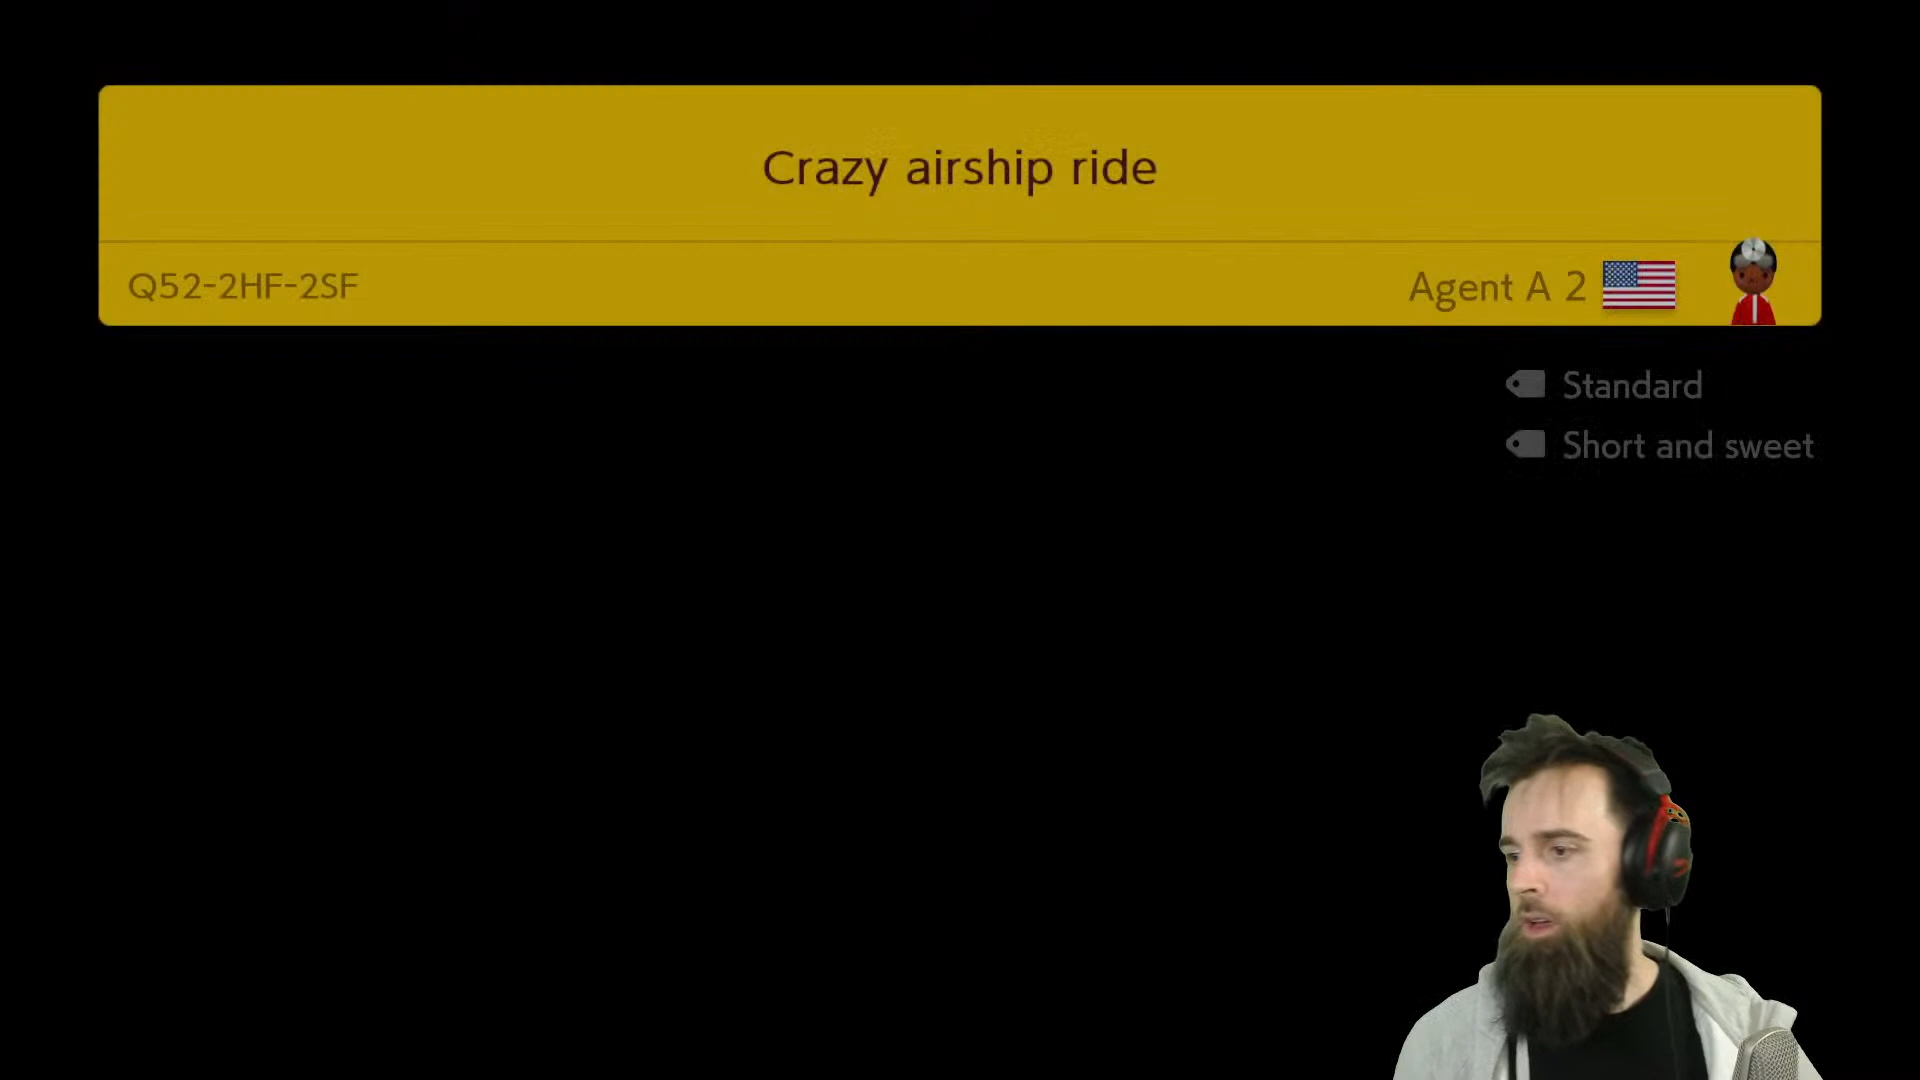 Crazy airship ride
Q52-2HF-2SF
Agent A 2
Standard
Short and sweet